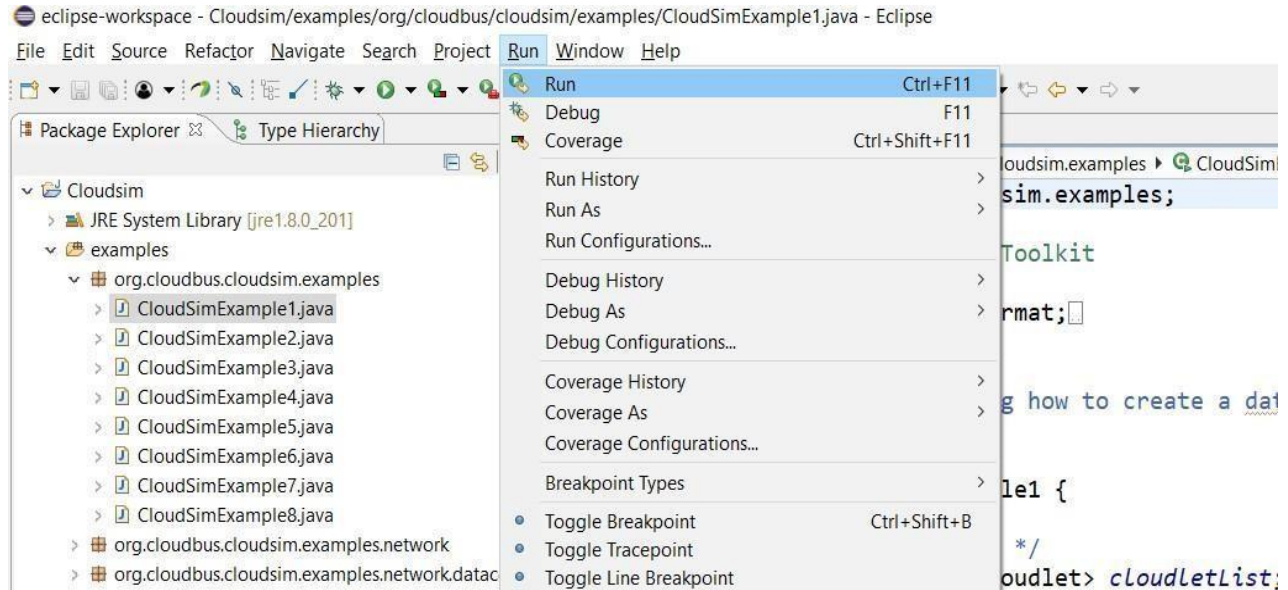 eclipse-workspace - Cloudsim/examples/org/cloudbus/cloudsim/examples/CloudSimExample1.java - Eclipse
File Edit Source Refactor Navigate Search Project Run Window Help
Package Explorer Type Hierarchy
Cloudsim
JRE System Library [jre1.8.0_201]
examples
org.cloudbus.cloudsim.examples
CloudSimExample1.java
CloudSimExample2.java
CloudSimExample3.java
CloudSimExample4.java
CloudSimExample5.java
CloudSimExample6.java
CloudSimExample7.java
CloudSimExample8.java
org.cloudbus.cloudsim.examples.network
org.cloudbus.cloudsim.examples.network.datac
Run Ctrl+F11
Debug F11
Coverage Ctrl+Shift+F11
Run History
Run As
Run Configurations...
Debug History
Debug As
Debug Configurations...
Coverage History
Coverage As
Coverage Configurations...
Breakpoint Types
Toggle Breakpoint Ctrl+Shift+B
Toggle Tracepoint
Toggle Line Breakpoint
loudsim.examples CloudSim
sim.examples;
Toolkit
rmat;
g how to create a dat
le1 {
*/
oudlet> cloudletList;